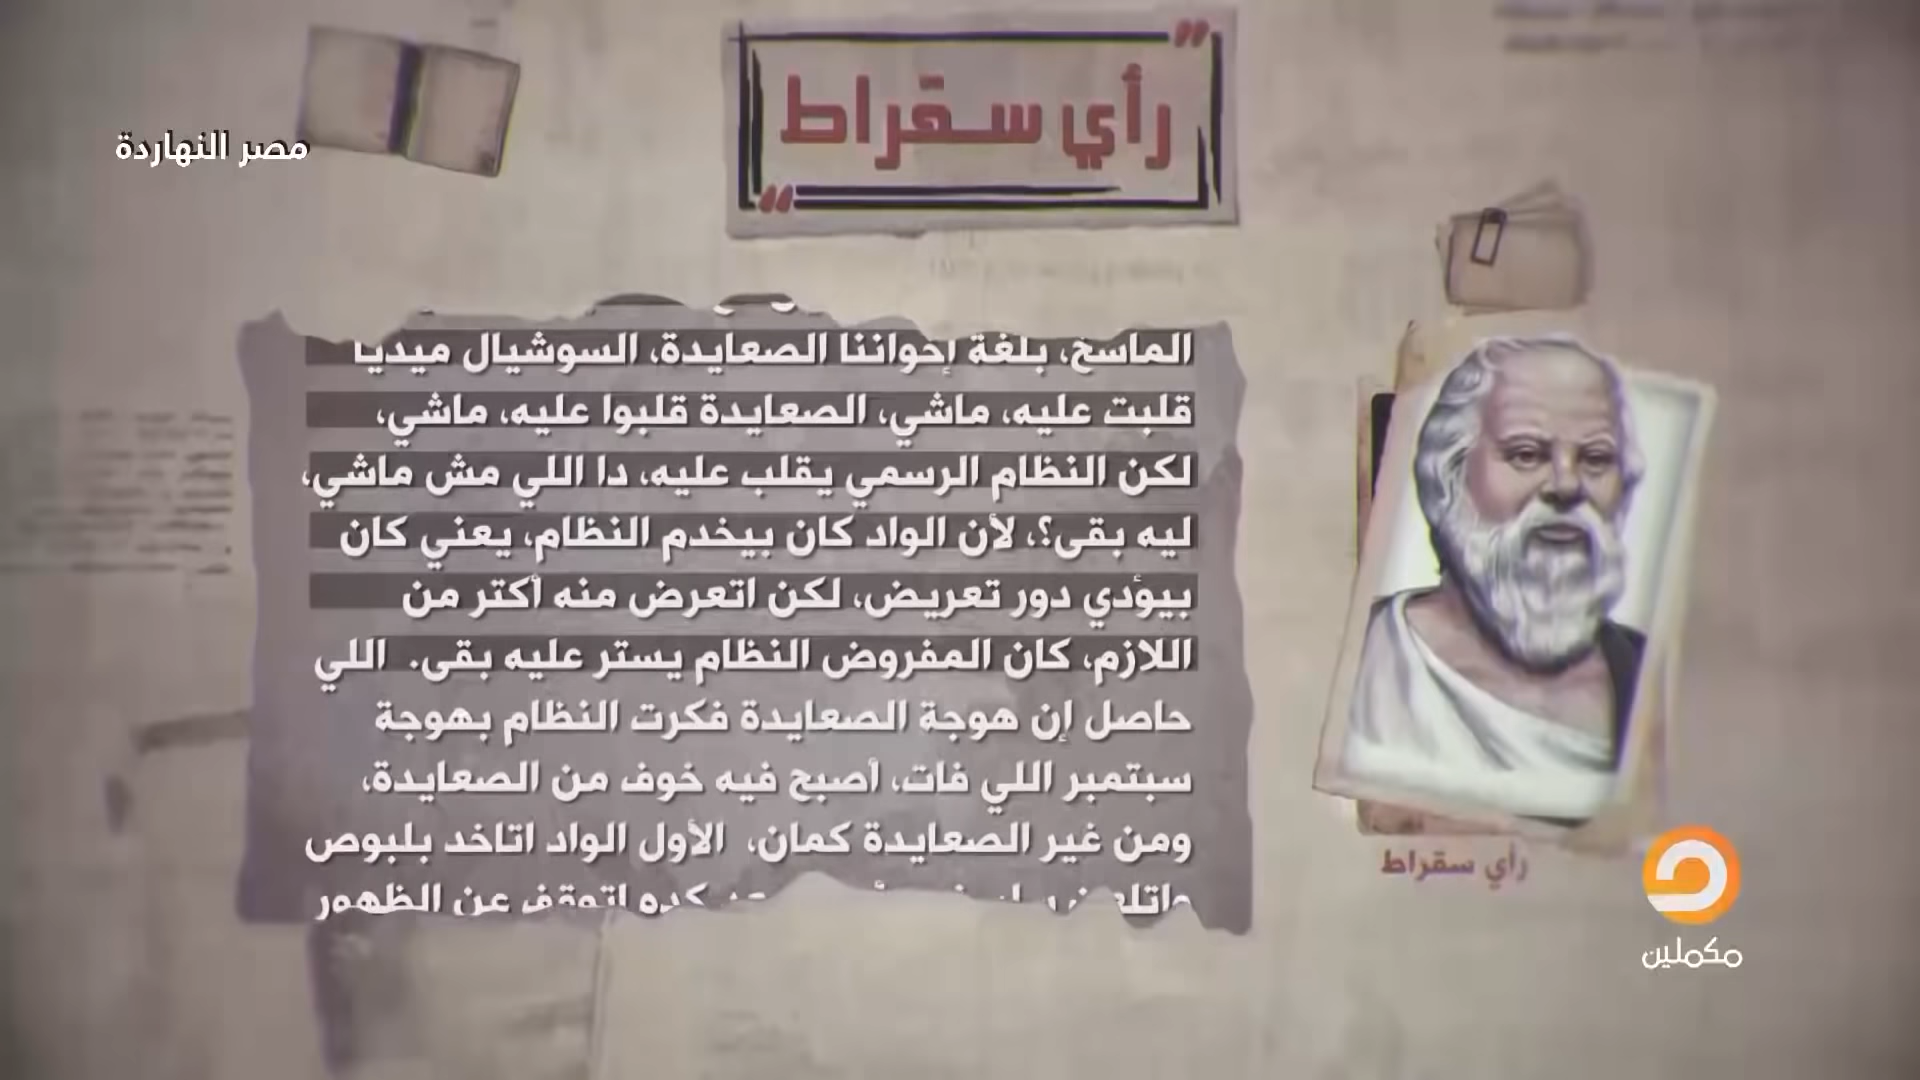 رأي سقراط
مصر النهاردة
الماسخ، بلغة إخواننا الصعايدة، السوشيال ميديا
قلبت عليه، ماشي، الصعايدة قلبوا عليه، ماشي،
لكن النظام الرسمي يقلب عليه، دا اللي مش ماشي،
ليه بقى؟، لأن الواد كان بيخدم النظام، يعني كان
بيؤدي دور تعريض، لكن اتعرض منه أكتر من
اللازم، كان المفروض النظام يستر عليه بقى. اللي
حاصل إن هوجة الصعايدة فكرت النظام بهوجة
سبتمبر اللي فات، أصبح فيه خوف من الصعايدة،
ومن غير الصعايدة كمان، الأول الواد اتاخد بلبوص
كده اتوقف عن الظهور
رأي سقراط
مكملين